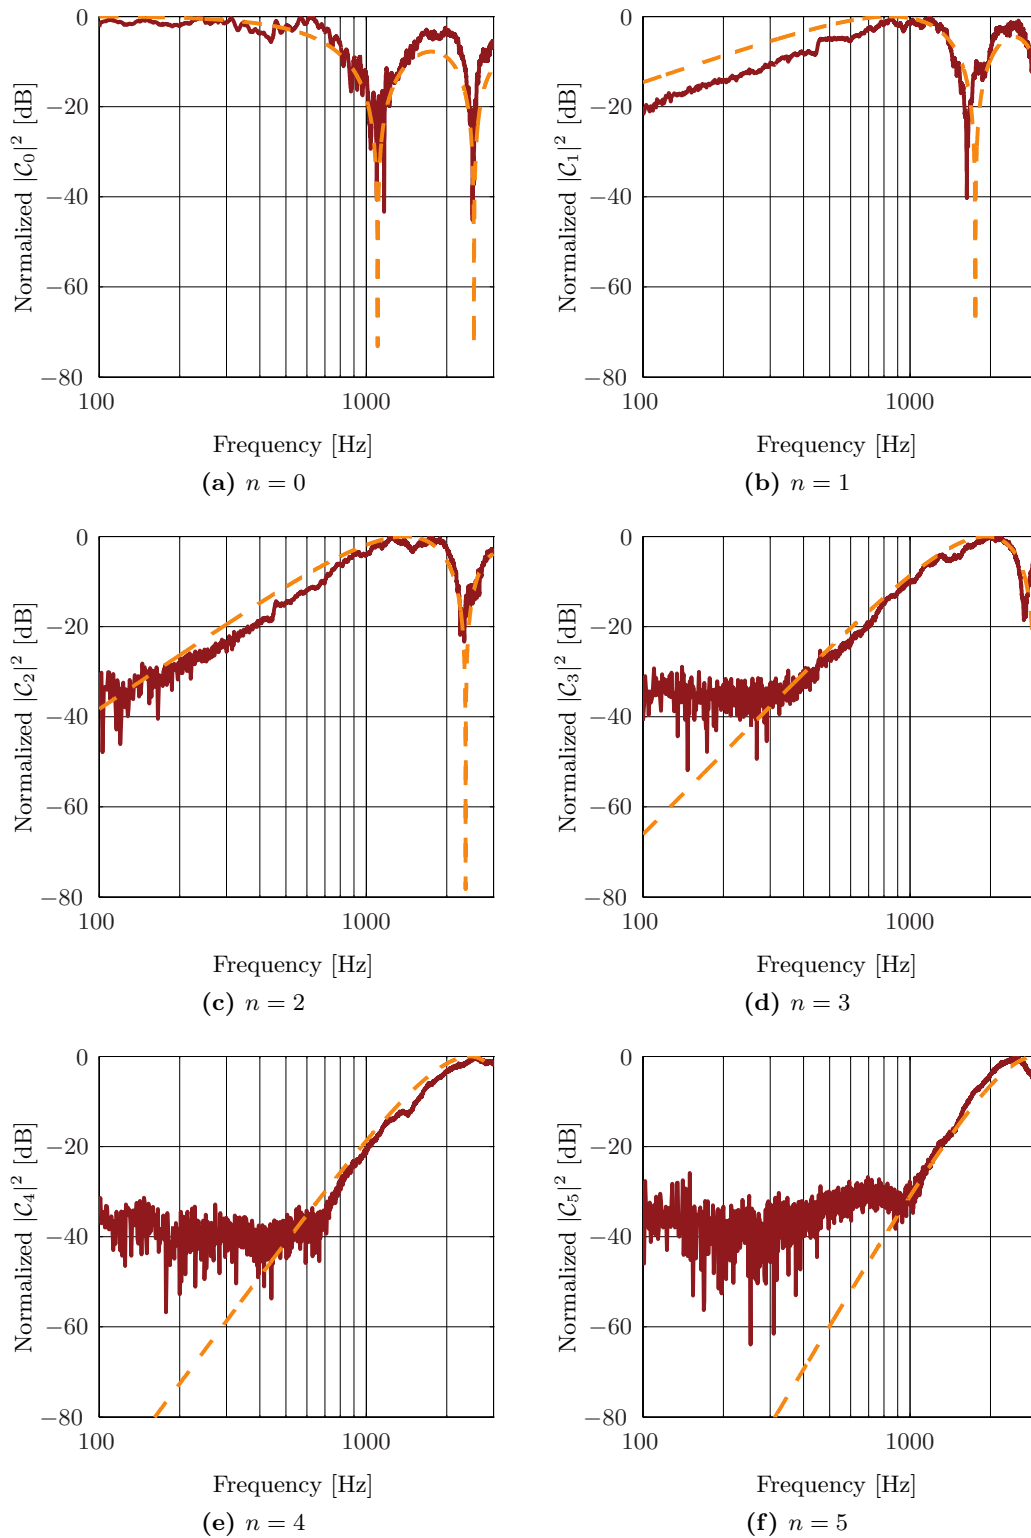 0
−20
−40
−60
−80
100
1000
Normalized |C₀|² [dB]
Frequency [Hz]
(a) n = 0
0
−20
−40
−60
−80
100
1000
Normalized |C₁|² [dB]
Frequency [Hz]
(b) n = 1
0
−20
−40
−60
−80
100
1000
Normalized |C₂|² [dB]
Frequency [Hz]
(c) n = 2
0
−20
−40
−60
−80
100
1000
Normalized |C₃|² [dB]
Frequency [Hz]
(d) n = 3
0
−20
−40
−60
−80
100
1000
Normalized |C₄|² [dB]
Frequency [Hz]
(e) n = 4
0
−20
−40
−60
−80
100
1000
Normalized |C₅|² [dB]
Frequency [Hz]
(f) n = 5